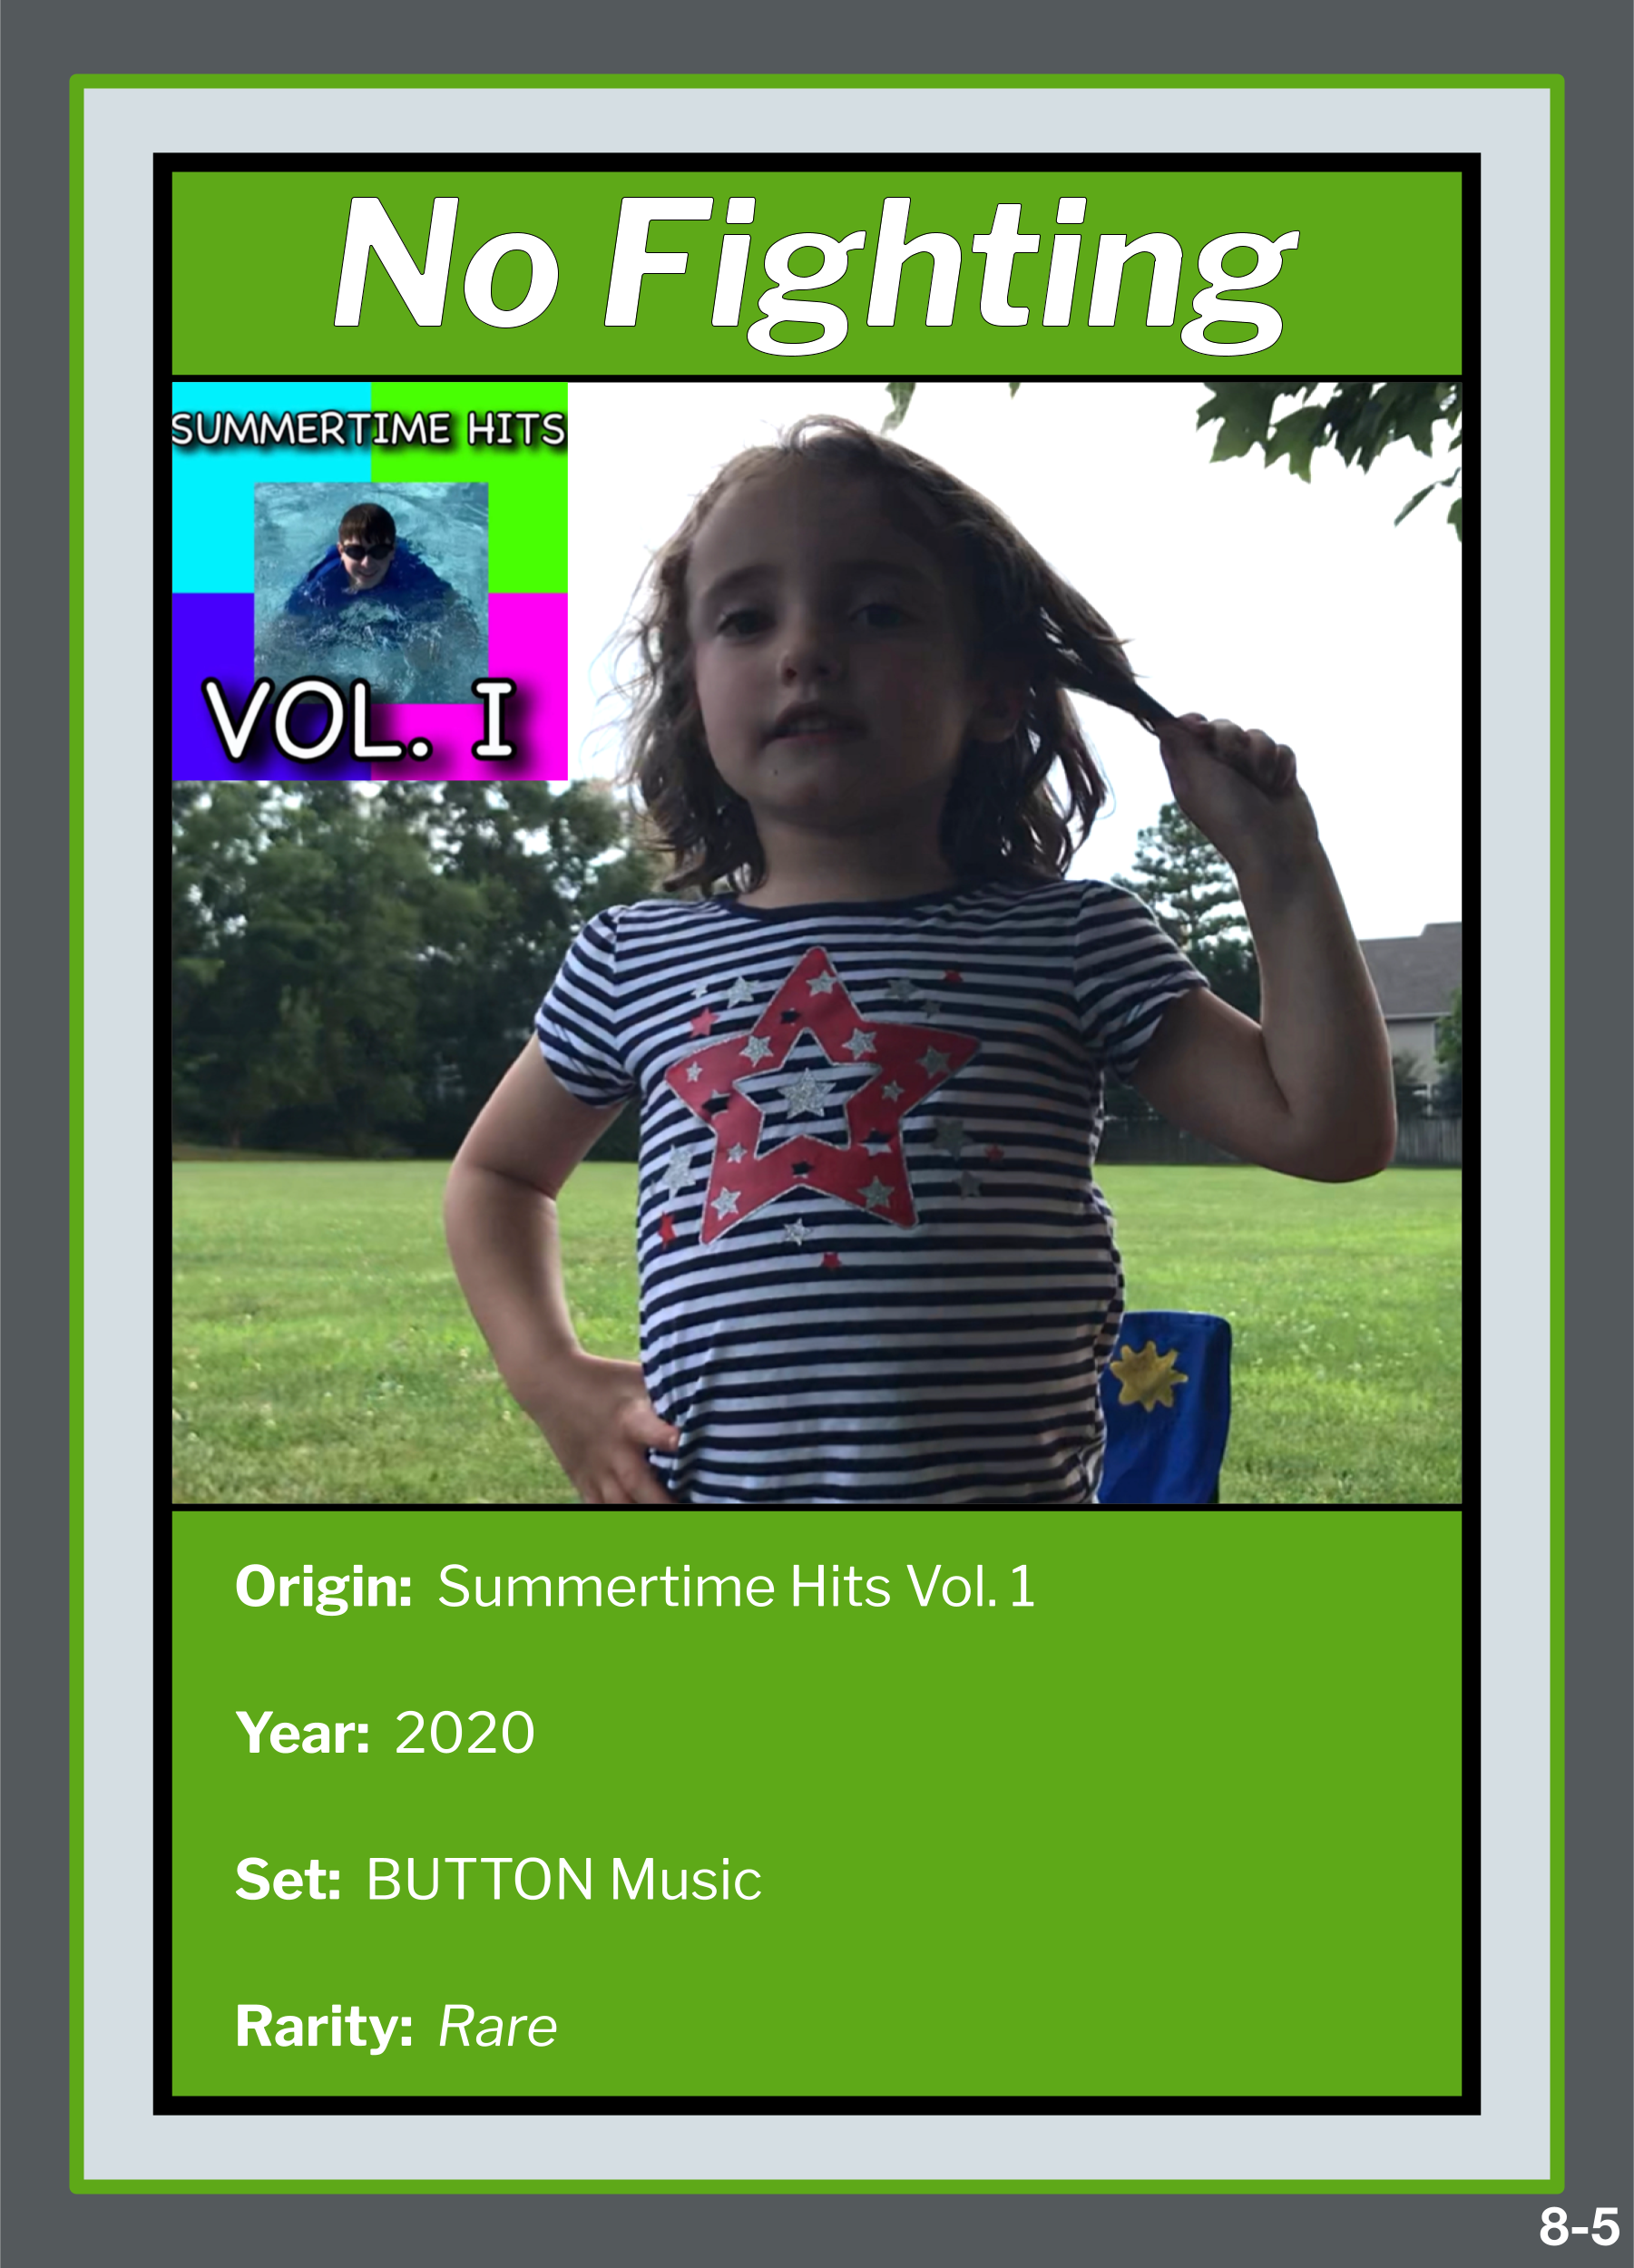 No Fighting
SUMMERTIME HITS
VOL. I
Origin: Summertime Hits Vol. 1
Year: 2020
Set: BUTTON Music
Rarity: Rare
8-5